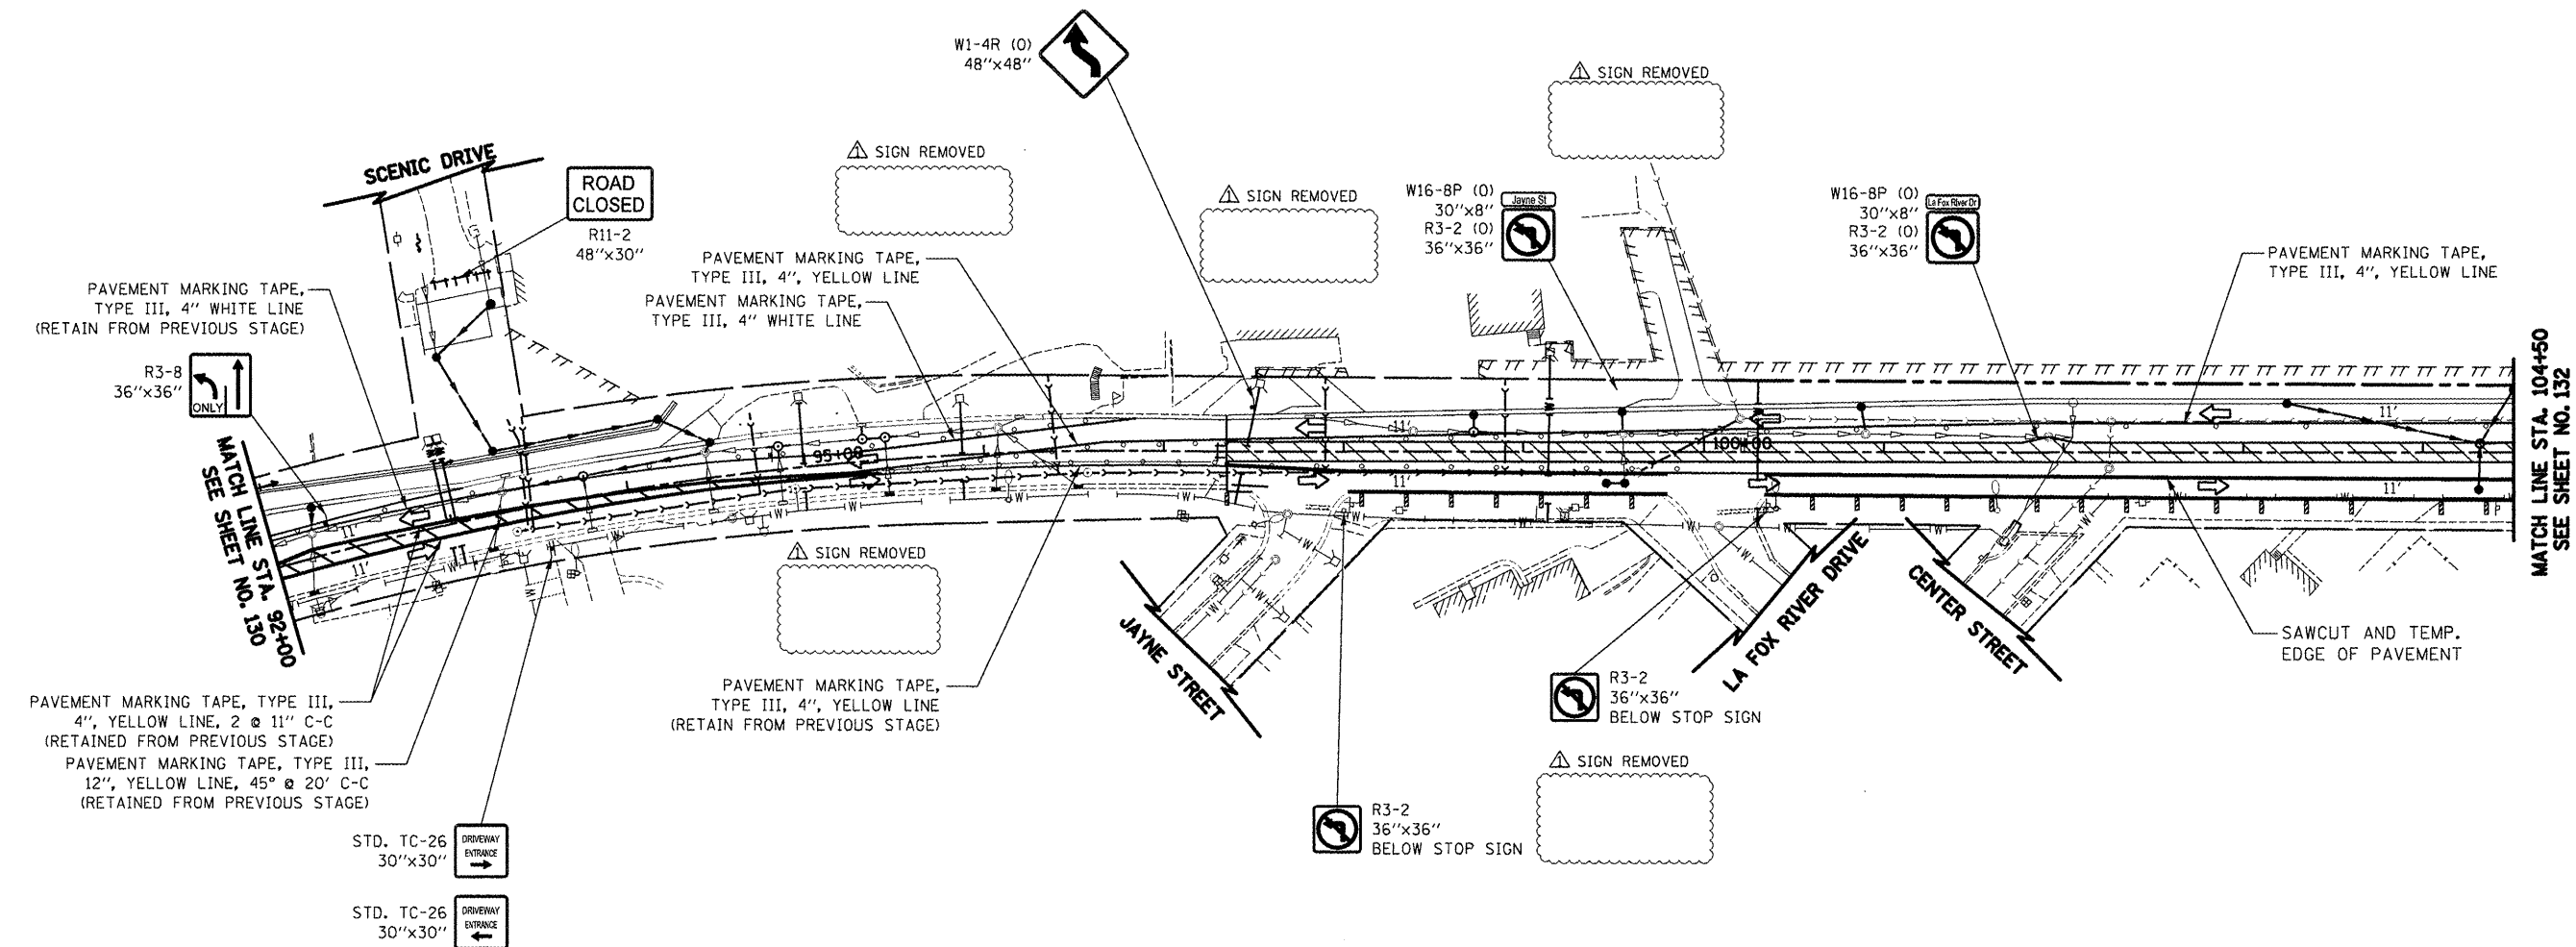 W1-4R (O)
48"x48"
⚠1 SIGN REMOVED
⚠1 SIGN REMOVED
⚠1 SIGN REMOVED
SCENIC DRIVE
ROAD
CLOSED
R11-2
48"x30"
W16-8P (O)
30"x8"
R3-2 (O)
36"x36"
Jayne St
W16-8P (O)
30"x8"
R3-2 (O)
36"x36"
La Fox River Dr
PAVEMENT MARKING TAPE,
TYPE III, 4", YELLOW LINE
PAVEMENT MARKING TAPE,
TYPE III, 4" WHITE LINE
PAVEMENT MARKING TAPE,
TYPE III, 4", YELLOW LINE
PAVEMENT MARKING TAPE,
TYPE III, 4" WHITE LINE
(RETAIN FROM PREVIOUS STAGE)
R3-8
36"x36"
ONLY
MATCH LINE STA. 92+00
SEE SHEET NO. 130
MATCH LINE STA. 104+50
SEE SHEET NO. 132
95+00
100+00
11'
11'
11'
11'
11'
11'
⚠1 SIGN REMOVED
JAYNE STREET
LA FOX RIVER DRIVE
CENTER STREET
SAWCUT AND TEMP.
EDGE OF PAVEMENT
PAVEMENT MARKING TAPE, TYPE III,
4", YELLOW LINE, 2 @ 11" C-C
(RETAINED FROM PREVIOUS STAGE)
PAVEMENT MARKING TAPE, TYPE III,
12", YELLOW LINE, 45° @ 20' C-C
(RETAINED FROM PREVIOUS STAGE)
PAVEMENT MARKING TAPE,
TYPE III, 4", YELLOW LINE
(RETAIN FROM PREVIOUS STAGE)
R3-2
36"x36"
BELOW STOP SIGN
⚠1 SIGN REMOVED
R3-2
36"x36"
BELOW STOP SIGN
STD. TC-26
30"x30"
DRIVEWAY
ENTRANCE
STD. TC-26
30"x30"
DRIVEWAY
ENTRANCE